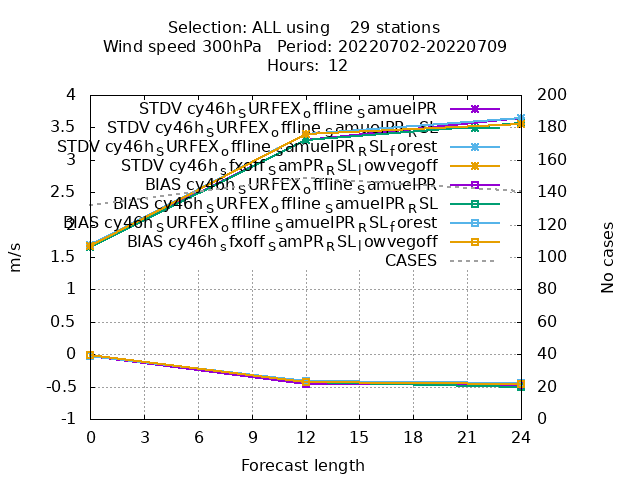 Selection: ALL using 29 stations
Wind speed 300hPa Period: 20220702-20220709
Hours: 12
4
3.5
3
2.5
2
1.5
1
0.5
0
-0.5
-1
m/s
STDV cy46h_SURFEX_offline_SamuelPR
STDV cy46h_SURFEX_offline_SamuelPR_RSL
STDV cy46h_SURFEX_offline_SamuelPR_RSL_forest
STDV cy46h_sfxoff_SamPR_RSL_lowvegoff
BIAS cy46h_SURFEX_offline_SamuelPR
BIAS cy46h_SURFEX_offline_SamuelPR_RSL
BIAS cy46h_SURFEX_offline_SamuelPR_RSL_forest
BIAS cy46h_sfxoff_SamPR_RSL_lowvegoff
CASES
200
180
160
140
120
100
80
60
40
20
0
No cases
0 3 6 9 12 15 18 21 24
Forecast length